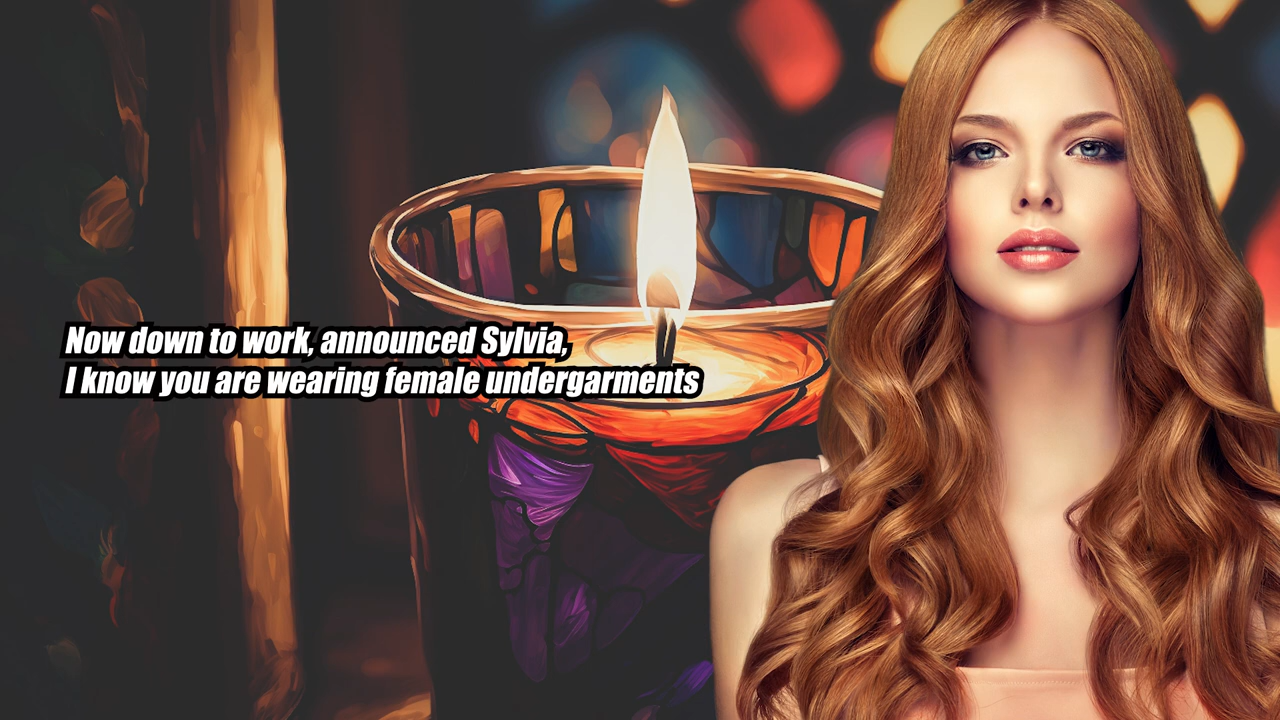 Now down to work, announced Sylvia,
I know you are wearing female undergarments